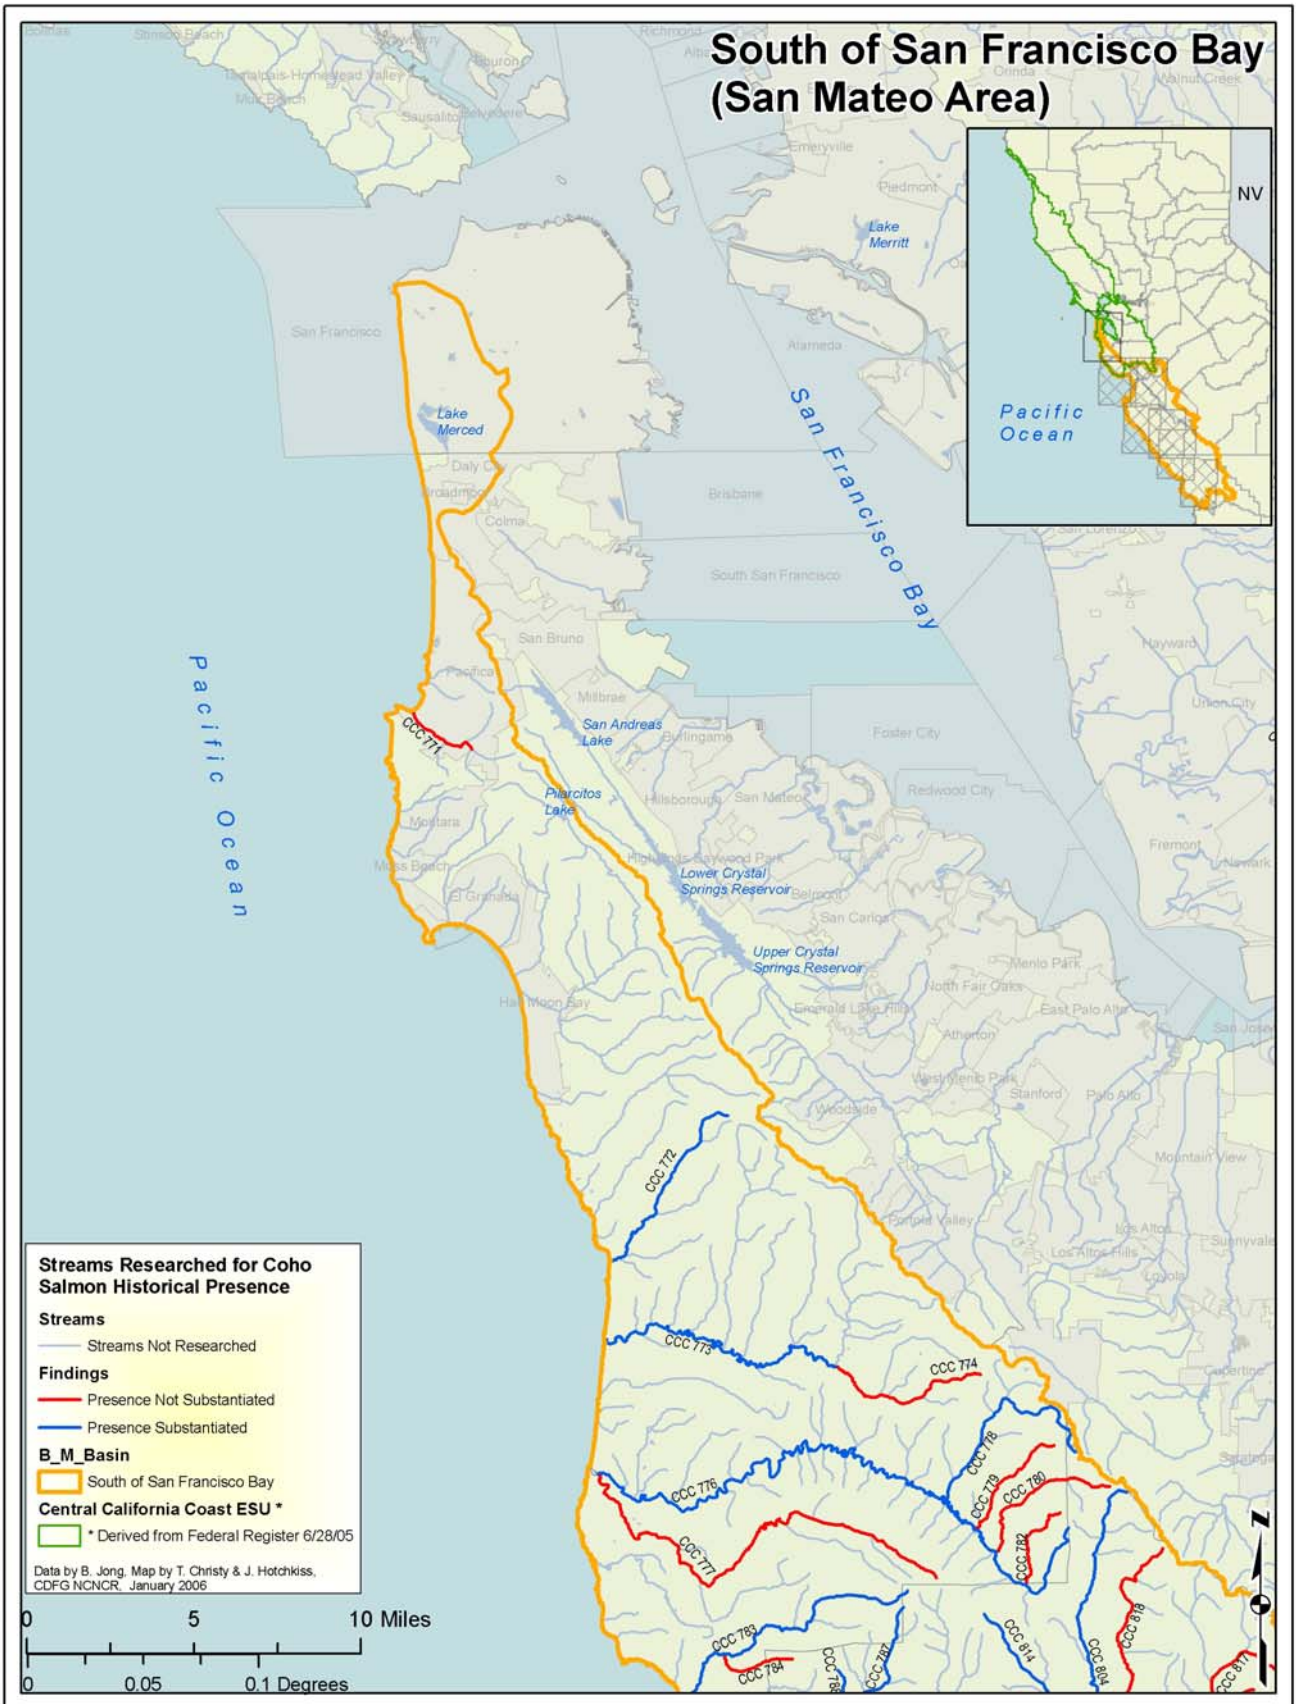 South of San Francisco Bay
(San Mateo Area)
Stinson Beach
Tamalpais-Homestead Valley
Muir Beach
Sausalito
Belvedere
Richmond
Orinda
Walnut Creek
Emeryville
Piedmont
Lake
Merritt
NV
Pacific
Ocean
San Francisco
Alameda
Lake
Merced
Daly City
Broadmoor
Colma
Brisbane
San Francisco Bay
South San Francisco
San Lorenzo
San Bruno
Hayward
Pacifica
Millbrae
Union City
San Andreas
Lake
Burlingame
Foster City
CCC 771
Pacific Ocean
Pilarcitos
Lake
Hillsborough
San Mateo
Redwood City
Montara
Fremont
Newark
Moss Beach
Highlands-Baywood Park
Lower Crystal
Springs Reservoir
Belmont
El Granada
San Carlos
Upper Crystal
Springs Reservoir
Menlo Park
North Fair Oaks
Half Moon Bay
Emerald Lake Hills
East Palo Alto
San Jose
Atherton
West Menlo Park
Stanford
Palo Alto
Woodside
CCC 772
Mountain View
Portola Valley
Los Altos
Los Altos Hills
Sunnyvale
Loyola
CCC 773
CCC 774
Cupertino
CCC 778
Saratoga
CCC 776
CCC 779
CCC 780
CCC 777
CCC 782
CCC 783
CCC 784
CCC 787
CCC 814
CCC 804
CCC 818
CCC 817
Streams Researched for Coho
Salmon Historical Presence
Streams
Streams Not Researched
Findings
Presence Not Substantiated
Presence Substantiated
B_M_Basin
South of San Francisco Bay
Central California Coast ESU *
* Derived from Federal Register 6/28/05
Data by B. Jong, Map by T. Christy & J. Hotchkiss,
CDFG NCNCR, January 2006
0 5 10 Miles
0 0.05 0.1 Degrees
N